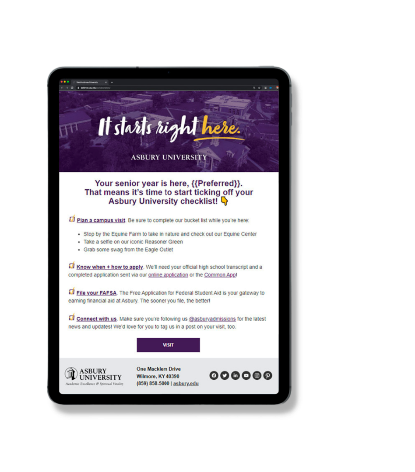 It starts right here.
ASBURY UNIVERSITY
Your senior year is here, {{Preferred}}.
That means it's time to start ticking off your
Asbury University checklist! 👇
Plan a campus visit. Be sure to complete our bucket list while you're here:
• Stop by the Equine Farm to take in nature and check out our Equine Center
• Take a selfie on our iconic Reasoner Green
• Grab some swag from the Eagle Outlet
Know when + how to apply. We'll need your official high school transcript and a
completed application sent via our online application or the Common App!
File your FAFSA. The Free Application for Federal Student Aid is your gateway to
earning financial aid at Asbury. The sooner you file, the better!
Connect with us. Make sure you're following us @asburyadmissions for the latest
news and updates! We'd love for you to tag us in a post on your visit, too.
VISIT
ASBURY
UNIVERSITY
Academic Excellence & Spiritual Vitality
One Macklem Drive
Wilmore, KY 40390
(859) 858-5000 | asbury.edu